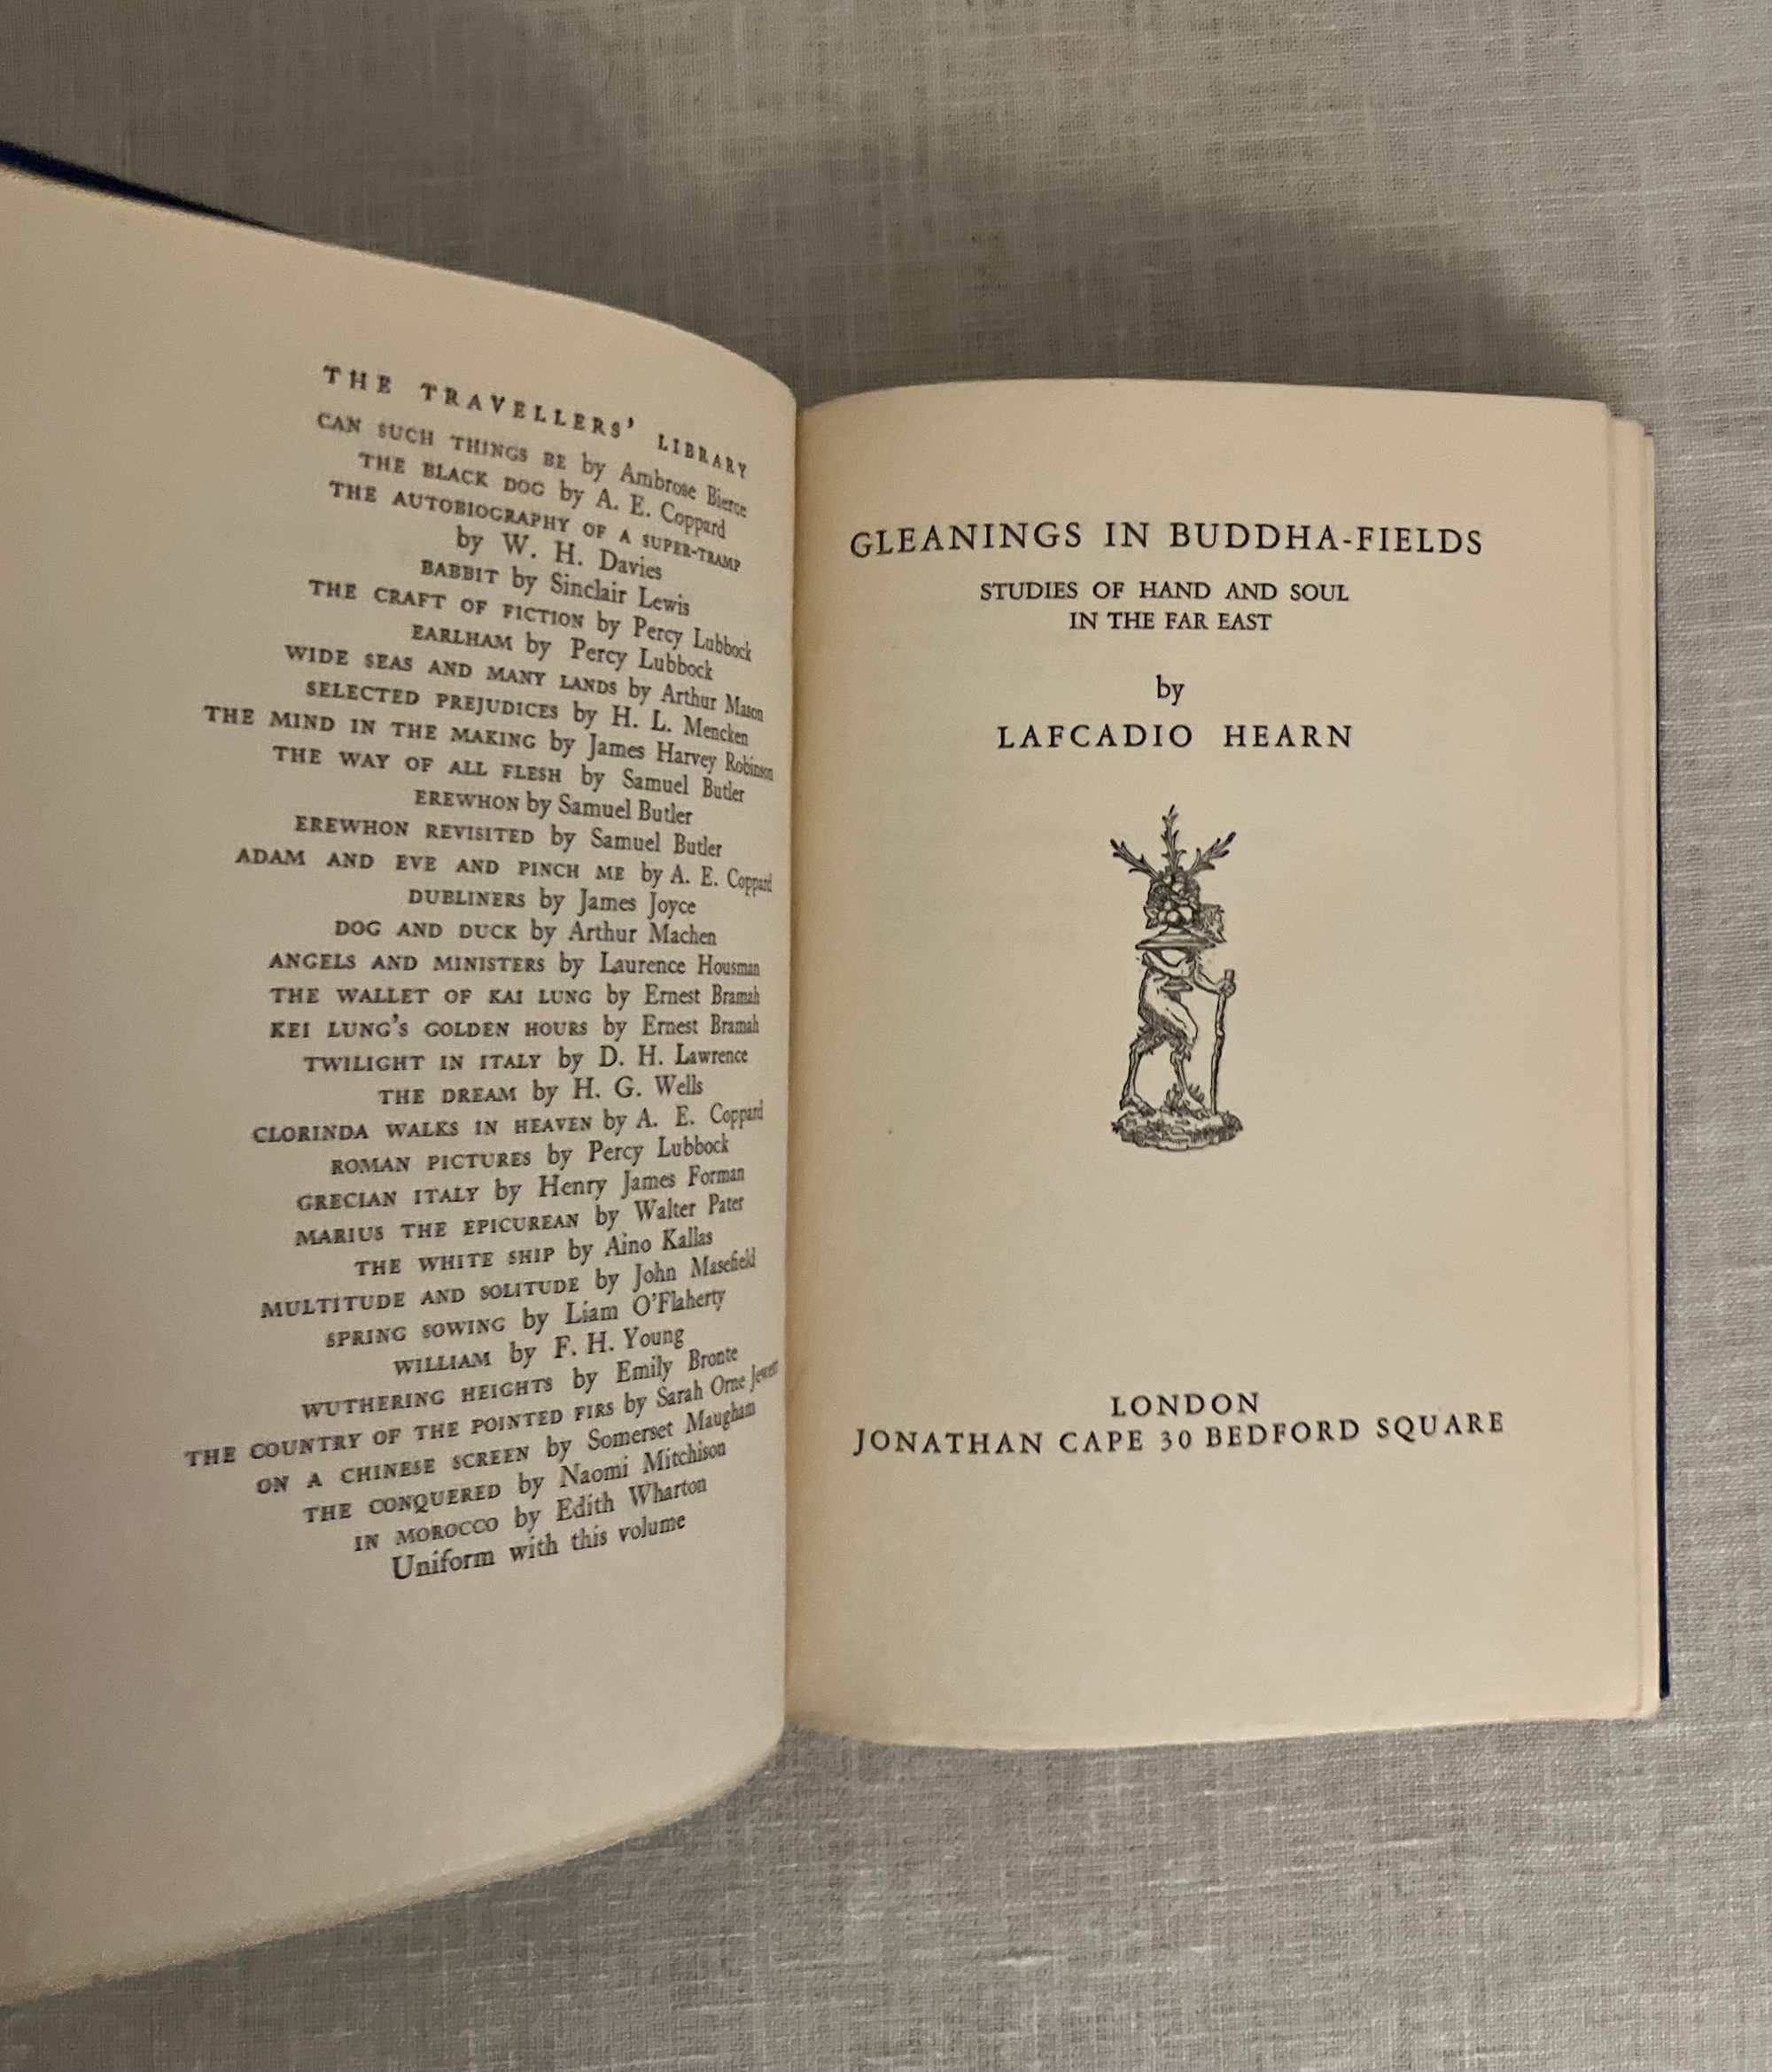 THE TRAVELLERS' LIBRARY
CAN SUCH THINGS BE by Ambrose Bierce
THE BLACK DOG by A. E. Coppard
THE AUTOBIOGRAPHY OF A SUPER-TRAMP
by W. H. Davies
BABBIT by Sinclair Lewis
THE CRAFT OF FICTION by Percy Lubbock
EARLHAM by Percy Lubbock
WIDE SEAS AND MANY LANDS by Arthur Mason
SELECTED PREJUDICES by H. L. Mencken
THE MIND IN THE MAKING by James Harvey Robinson
THE WAY OF ALL FLESH by Samuel Butler
EREWHON by Samuel Butler
EREWHON REVISITED by Samuel Butler
ADAM AND EVE AND PINCH ME by A. E. Coppard
DUBLINERS by James Joyce
DOG AND DUCK by Arthur Machen
ANGELS AND MINISTERS by Laurence Housman
THE WALLET OF KAI LUNG by Ernest Bramah
KEI LUNG'S GOLDEN HOURS by Ernest Bramah
TWILIGHT IN ITALY by D. H. Lawrence
THE DREAM by H. G. Wells
CLORINDA WALKS IN HEAVEN by A. E. Coppard
ROMAN PICTURES by Percy Lubbock
GRECIAN ITALY by Henry James Forman
MARIUS THE EPICUREAN by Walter Pater
THE WHITE SHIP by Aino Kallas
MULTITUDE AND SOLITUDE by John Masefield
SPRING SOWING by Liam O'Flaherty
WILLIAM by F. H. Young
WUTHERING HEIGHTS by Emily Bronte
THE COUNTRY OF THE POINTED FIRS by Sarah Orne Jewett
ON A CHINESE SCREEN by Somerset Maugham
THE CONQUERED by Naomi Mitchison
IN MOROCCO by Edith Wharton
Uniform with this volume
GLEANINGS IN BUDDHA-FIELDS
STUDIES OF HAND AND SOUL
IN THE FAR EAST
by
LAFCADIO HEARN
LONDON
JONATHAN CAPE 30 BEDFORD SQUARE